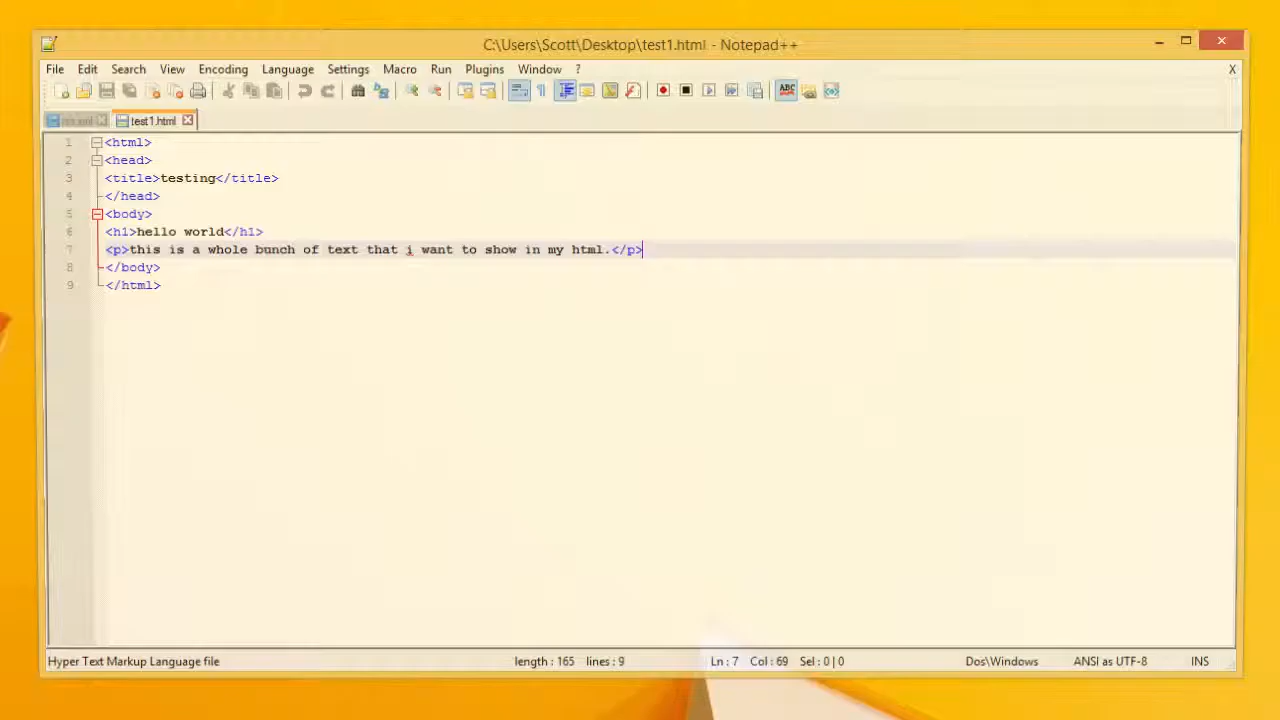 C:\Users\Scott\Desktop\test1.html - Notepad++
File Edit Search View Encoding Language Settings Macro Run Plugins Window ? X
ABC
test1.html
1 <html>
2 <head>
3 <title>testing</title>
4 </head>
5 <body>
6 <h1>hello world</h1>
7 <p>this is a whole bunch of text that i want to show in my html.</p>
8 </body>
9 </html>
Hyper Text Markup Language file length : 165 lines : 9 Ln : 7 Col : 69 Sel : 0 | 0 Dos\Windows ANSI as UTF-8 INS